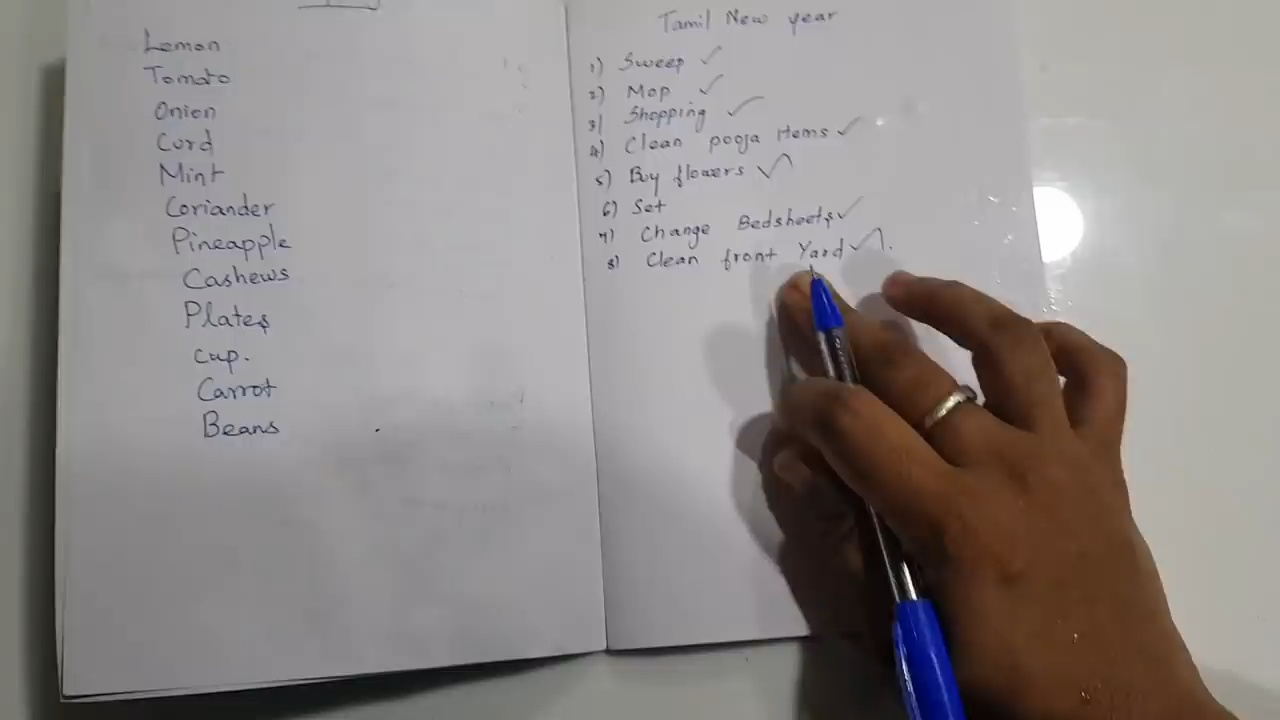 Lemon
Tomato
Onion
Curd
Mint
Coriander
Pineapple
Cashews
Plates
Cup.
Carrot
Beans
Tamil New year
1) Sweep ✓
2) Mop ✓
3) Shopping ✓
4) Clean pooja items ✓
5) Buy flowers ✓
6) Set
7) Change Bedsheets ✓
8) Clean front Yard ✓.